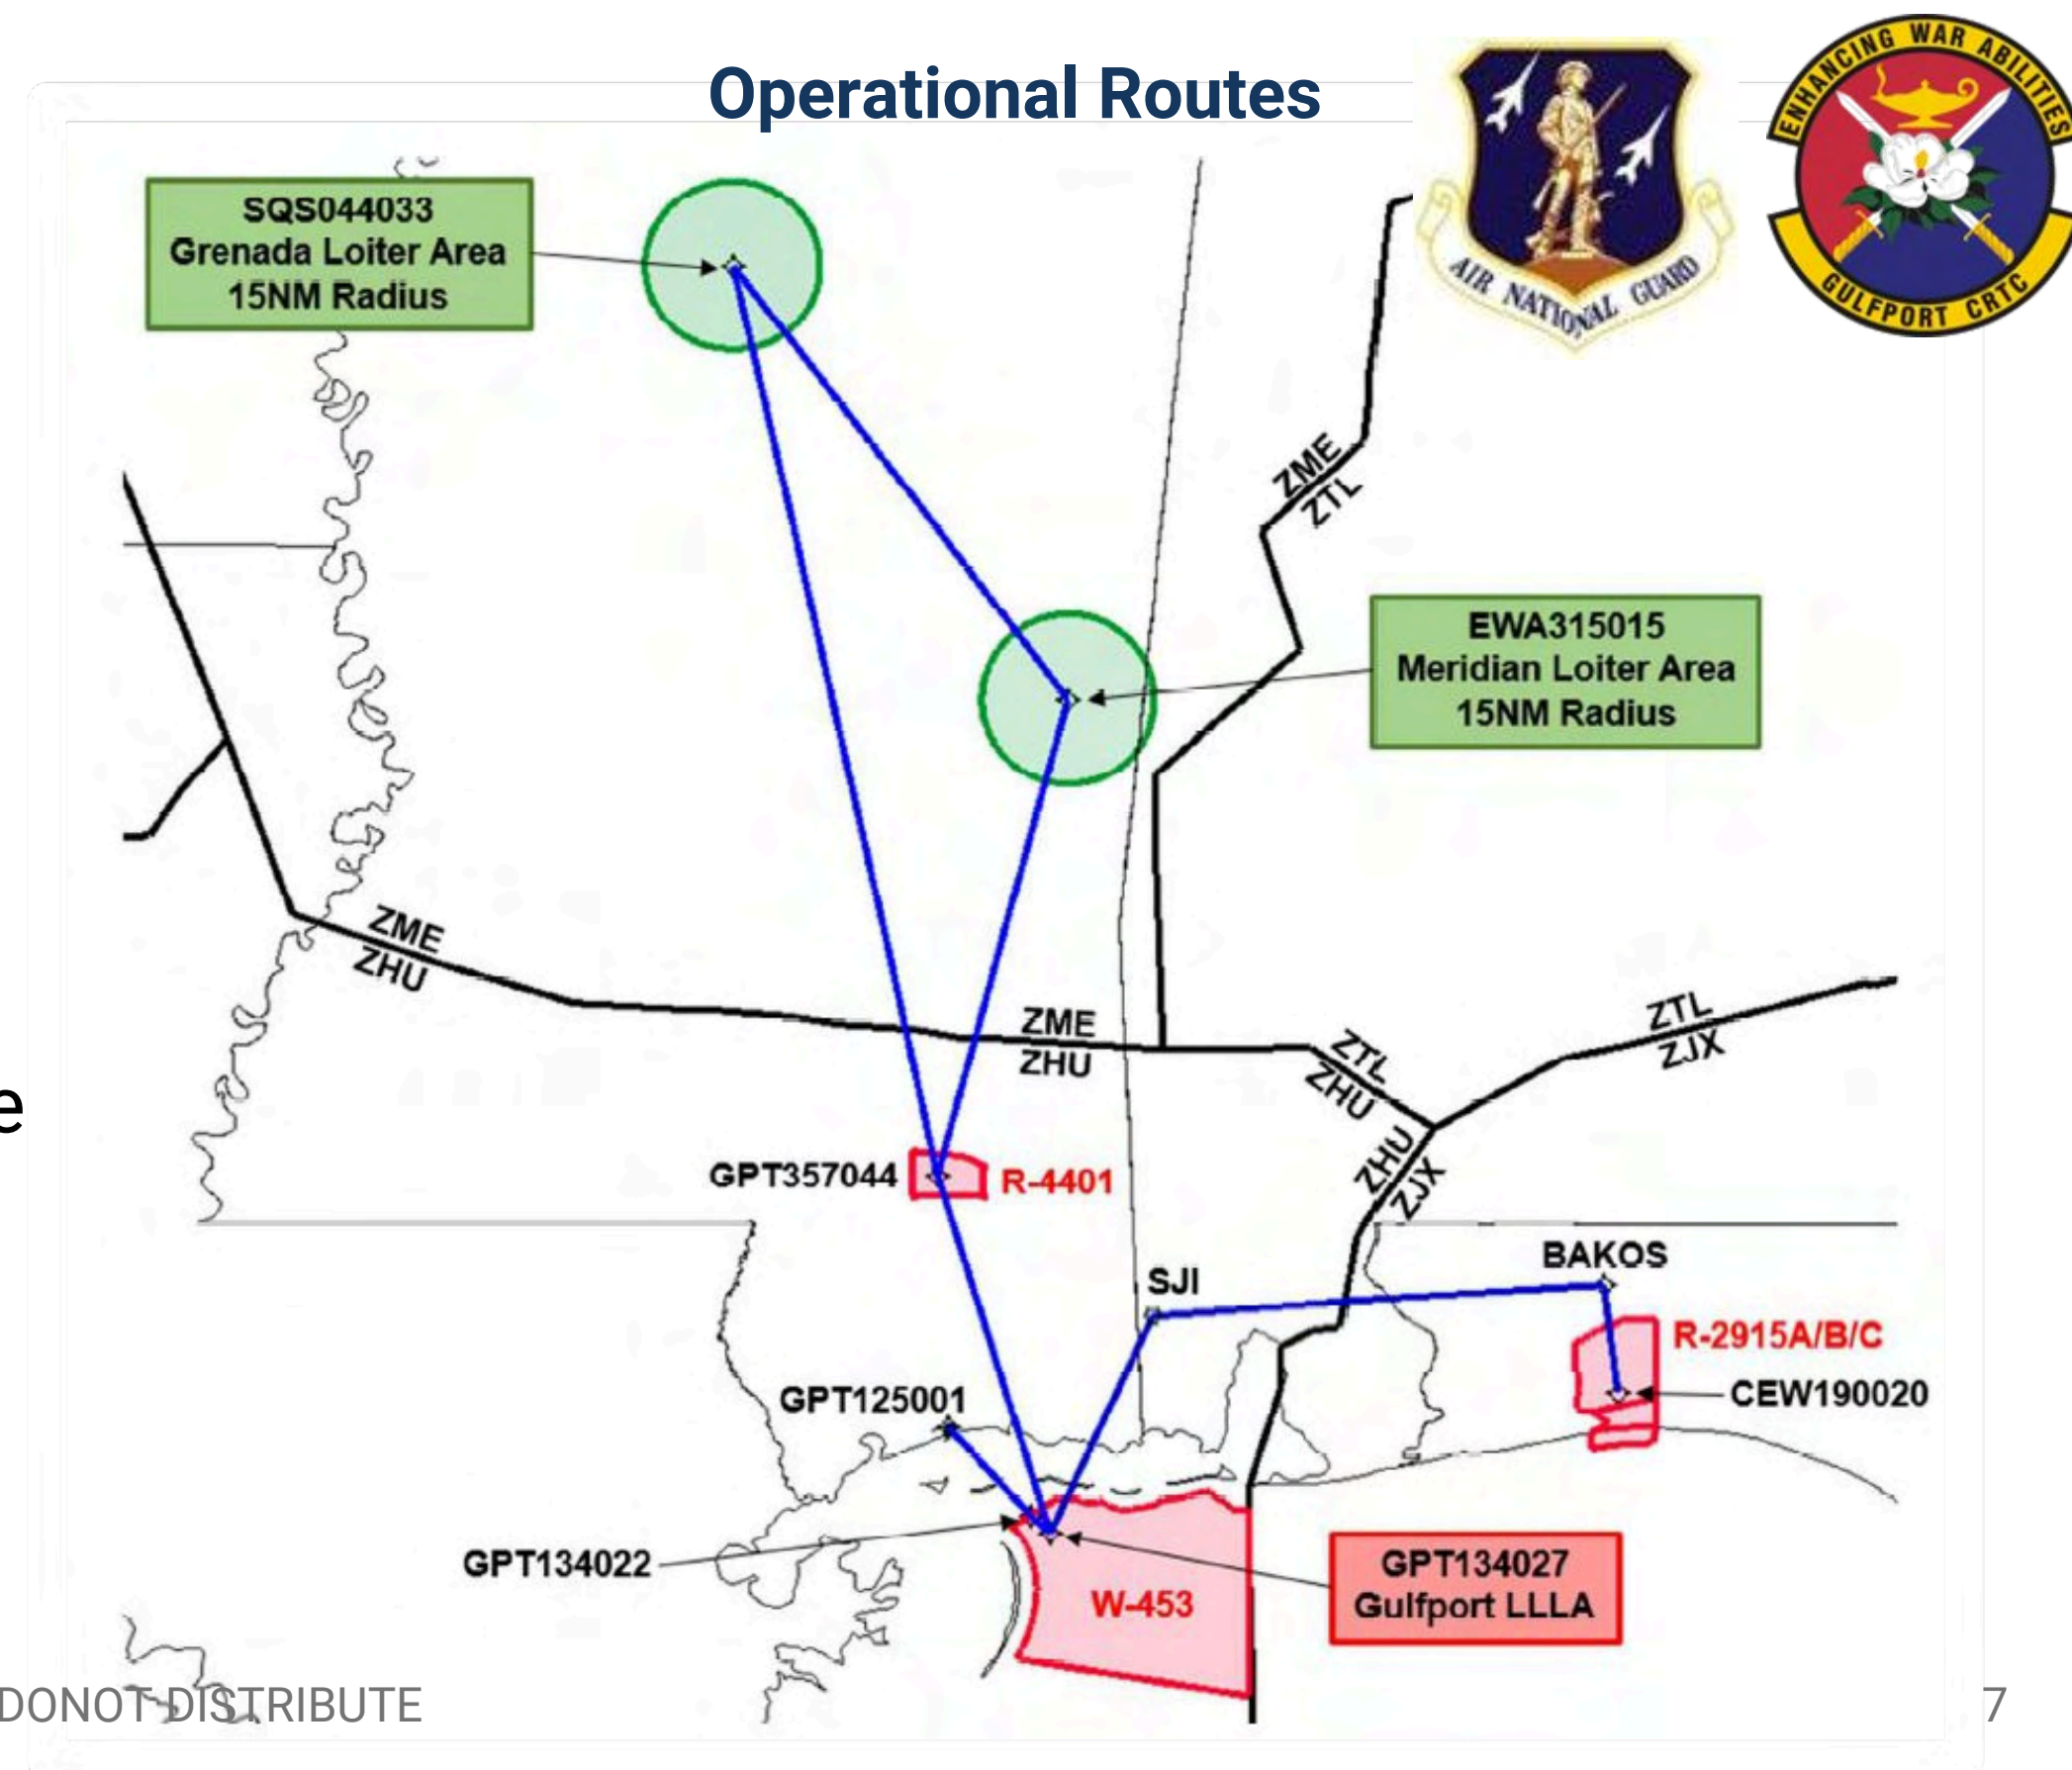 Operational Routes
ENHANCING WAR ABILITIES
GULFPORT CRTC
AIR NATIONAL GUARD
SQS044033
Grenada Loiter Area
15NM Radius
ZME
ZTL
EWA315015
Meridian Loiter Area
15NM Radius
ZME
ZHU
ZME
ZHU
ZTL
ZHU
ZTL
ZJX
e
ZHU
ZJX
GPT357044
R-4401
BAKOS
SJI
R-2915A/B/C
CEW190020
GPT125001
GPT134022
GPT134027
Gulfport LLLA
W-453
DONOT DISTRIBUTE
7